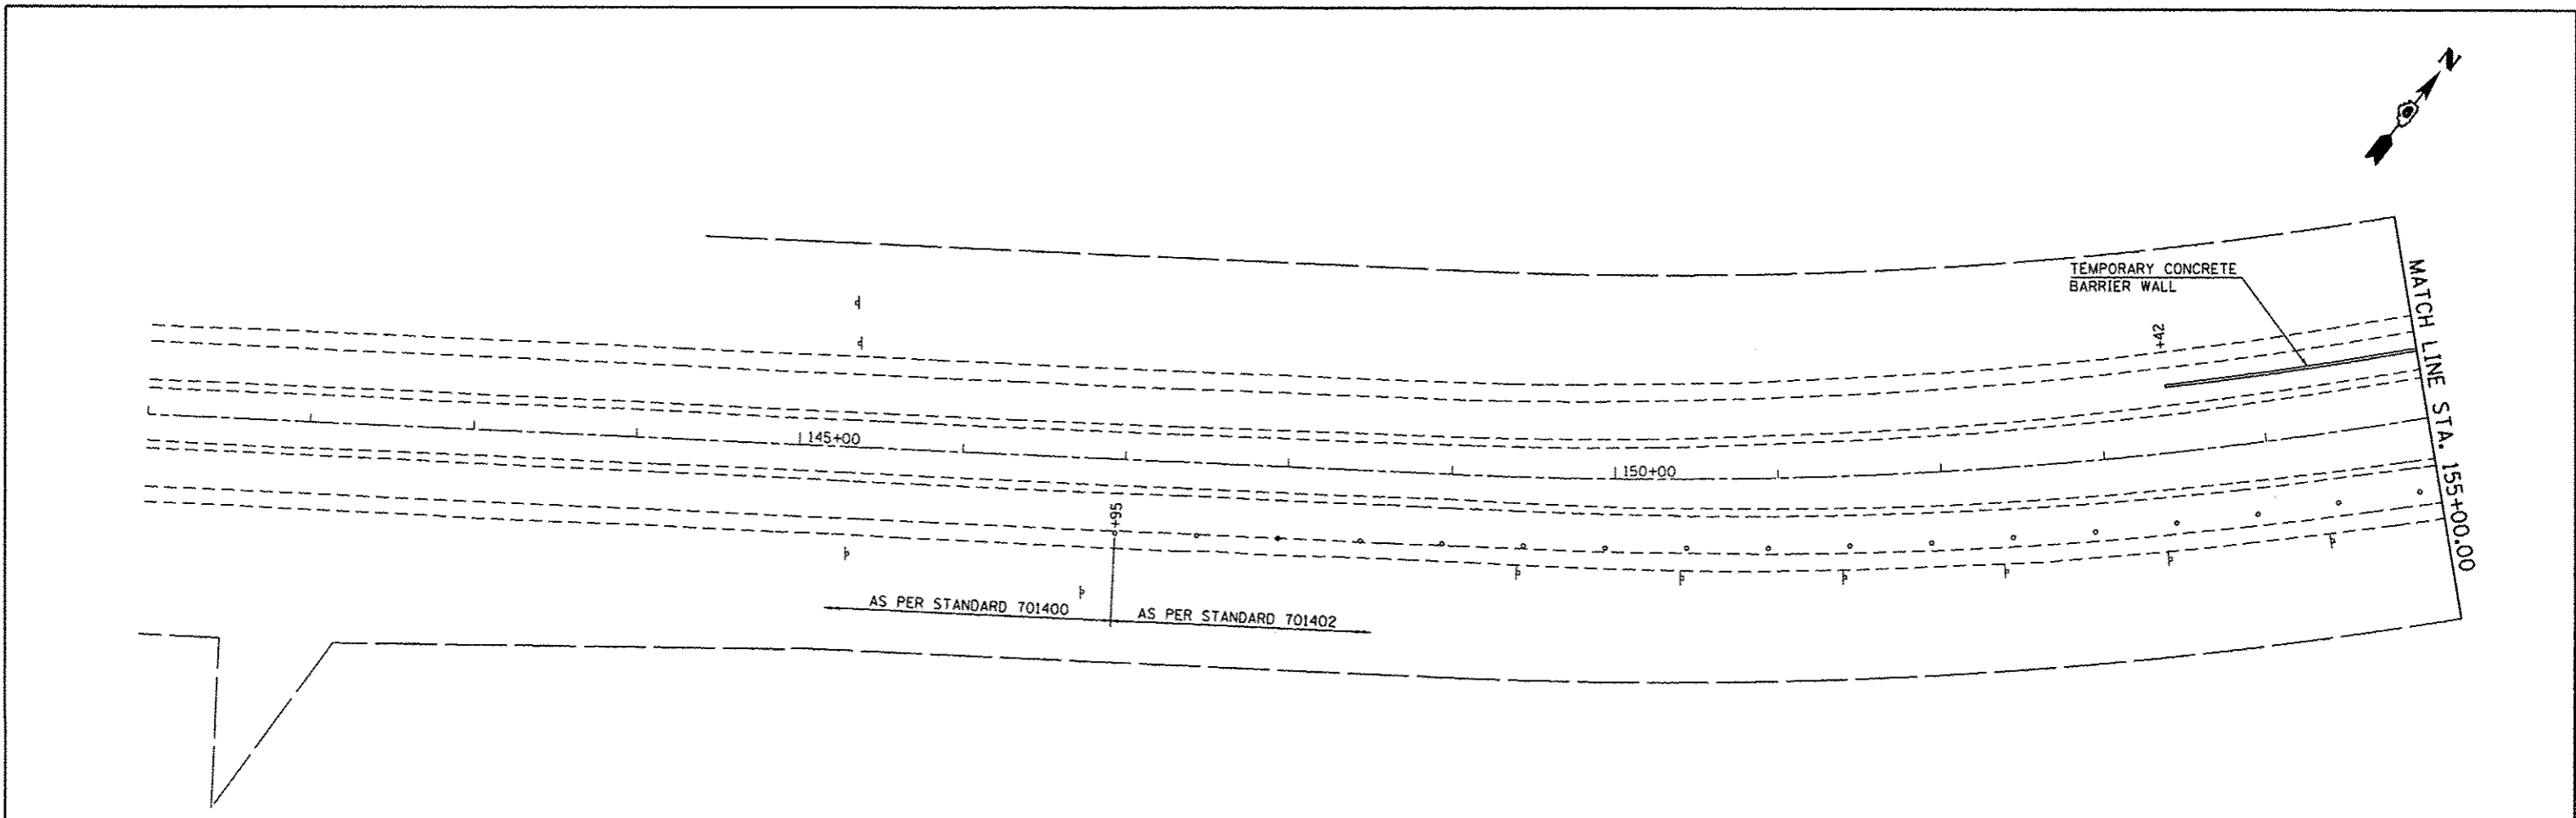 N
TEMPORARY CONCRETE
BARRIER WALL
MATCH LINE STA. 155+00.00
+42
145+00
150+00
+95
AS PER STANDARD 701400
AS PER STANDARD 701402